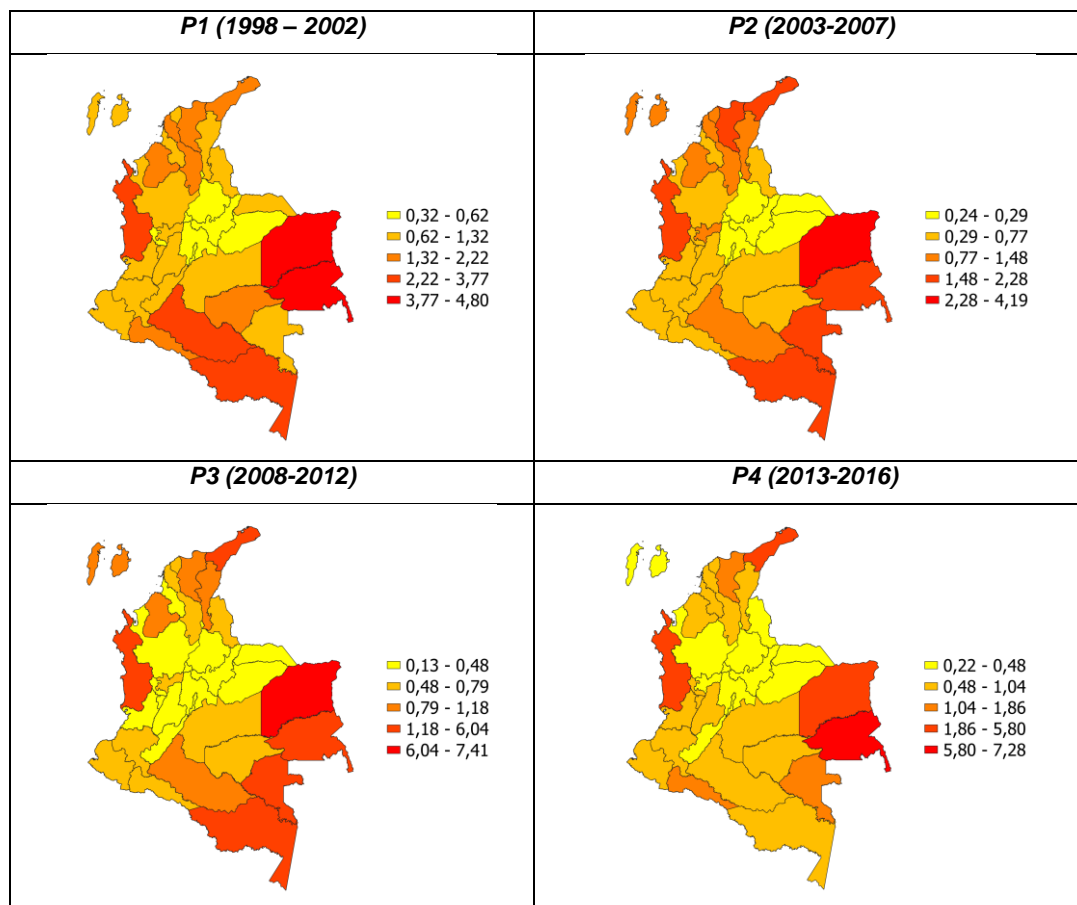 P1 (1998 – 2002)
P2 (2003-2007)
0,32 - 0,62
0,62 - 1,32
1,32 - 2,22
2,22 - 3,77
3,77 - 4,80
0,24 - 0,29
0,29 - 0,77
0,77 - 1,48
1,48 - 2,28
2,28 - 4,19
P3 (2008-2012)
P4 (2013-2016)
0,13 - 0,48
0,48 - 0,79
0,79 - 1,18
1,18 - 6,04
6,04 - 7,41
0,22 - 0,48
0,48 - 1,04
1,04 - 1,86
1,86 - 5,80
5,80 - 7,28